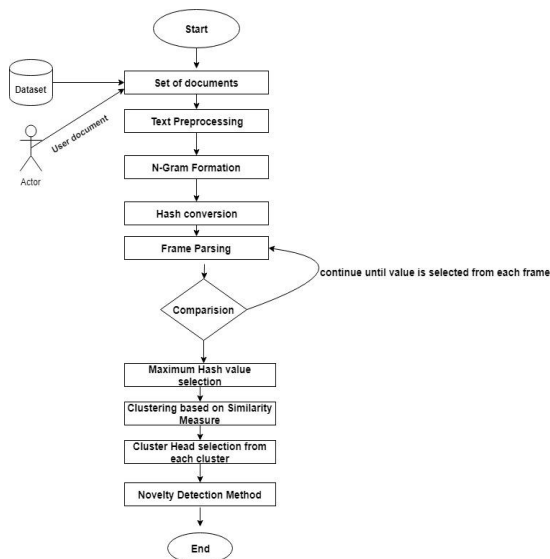 Start
Dataset
Set of documents
User document
Actor
Text Preprocessing
N-Gram Formation
Hash conversion
Frame Parsing
continue until value is selected from each frame
Comparision
Maximum Hash value
selection
Clustering based on Similarity
Measure
Cluster Head selection from
each cluster
Novelty Detection Method
End